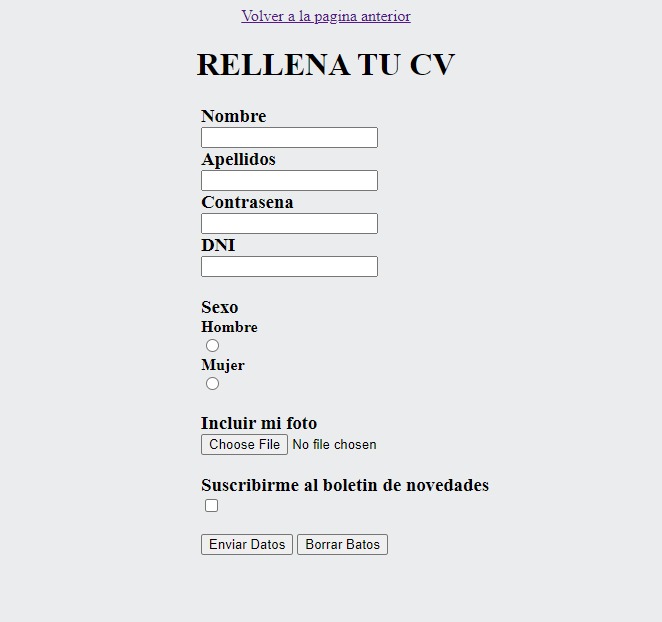 Volver a la pagina anterior
RELLENA TU CV
Nombre
Apellidos
Contrasena
DNI
Sexo
Hombre
Mujer
Incluir mi foto
Choose File No file chosen
Suscribirme al boletin de novedades
Enviar Datos Borrar Batos